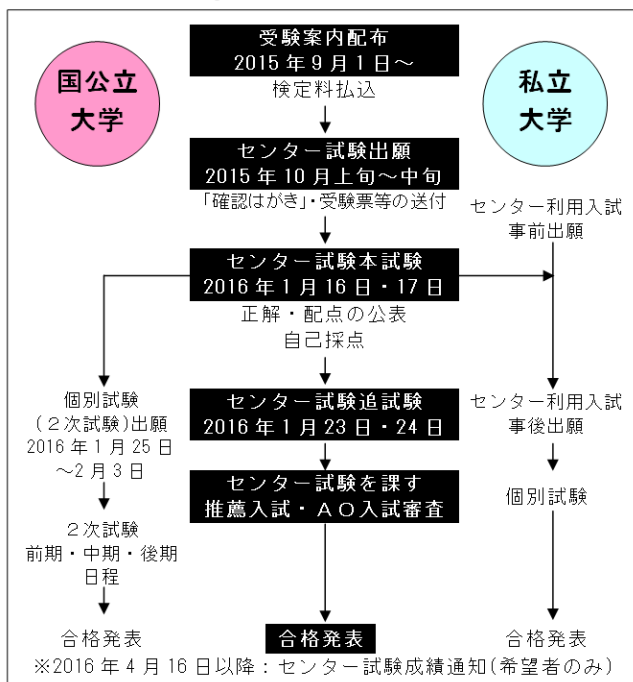 受験案内配布
2015年9月1日～
検定料払込
国公立
大学
私立
大学
センター試験出願
2015年10月上旬～中旬
「確認はがき」・受験票等の送付
センター利用入試
事前出願
センター試験本試験
2016年1月16日・17日
正解・配点の公表
自己採点
個別試験
(２次試験)出願
2016年1月25日
～2月3日
センター試験追試験
2016年1月23日・24日
センター利用入試
事後出願
センター試験を課す
推薦入試・ＡＯ入試審査
個別試験
２次試験
前期・中期・後期
日程
合格発表
合格発表
合格発表
※2016年4月16日以降：センター試験成績通知(希望者のみ)